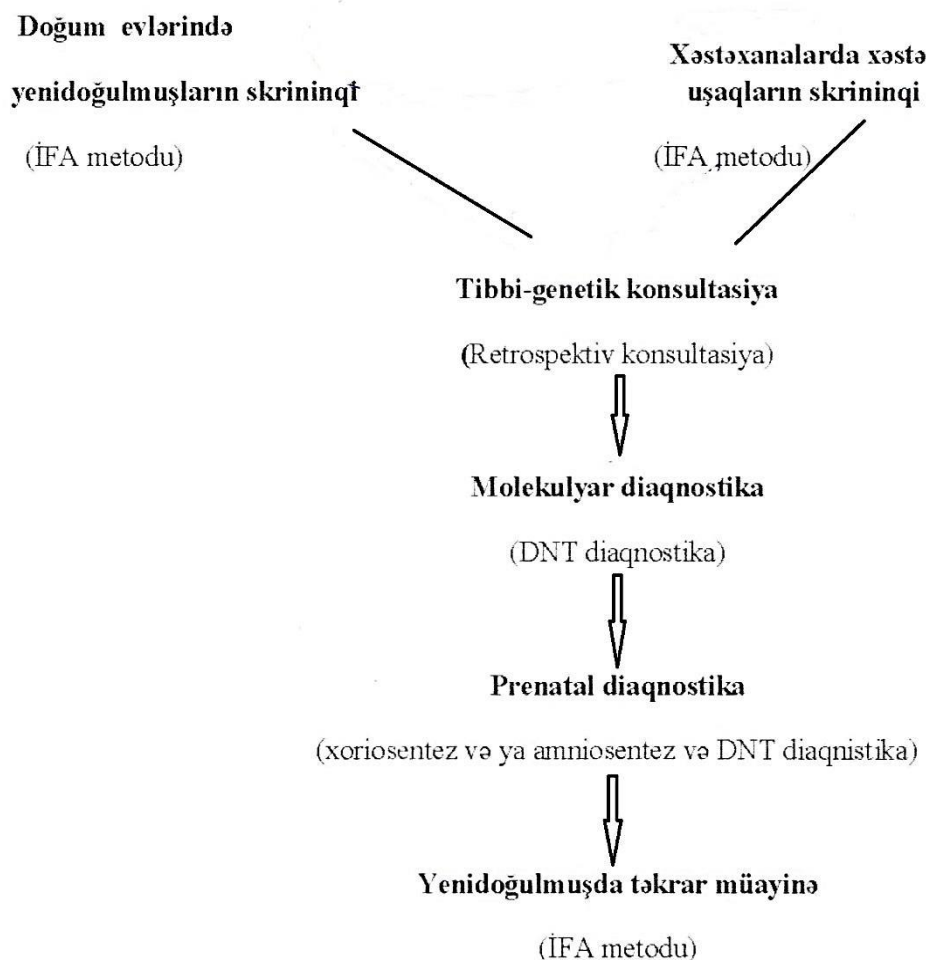 Doğum evlərində
yenidoğulmuşların skrininqi
(İFA metodu)
Xəstəxanalarda xəstə
uşaqların skrininqi
(İFA metodu)
Tibbi-genetik konsultasiya
(Retrospektiv konsultasiya)
Molekulyar diaqnostika
(DNT diaqnostika)
Prenatal diaqnostika
(xoriosentez və ya amniosentez və DNT diaqnistika)
Yenidoğulmuşda təkrar müayinə
(İFA metodu)